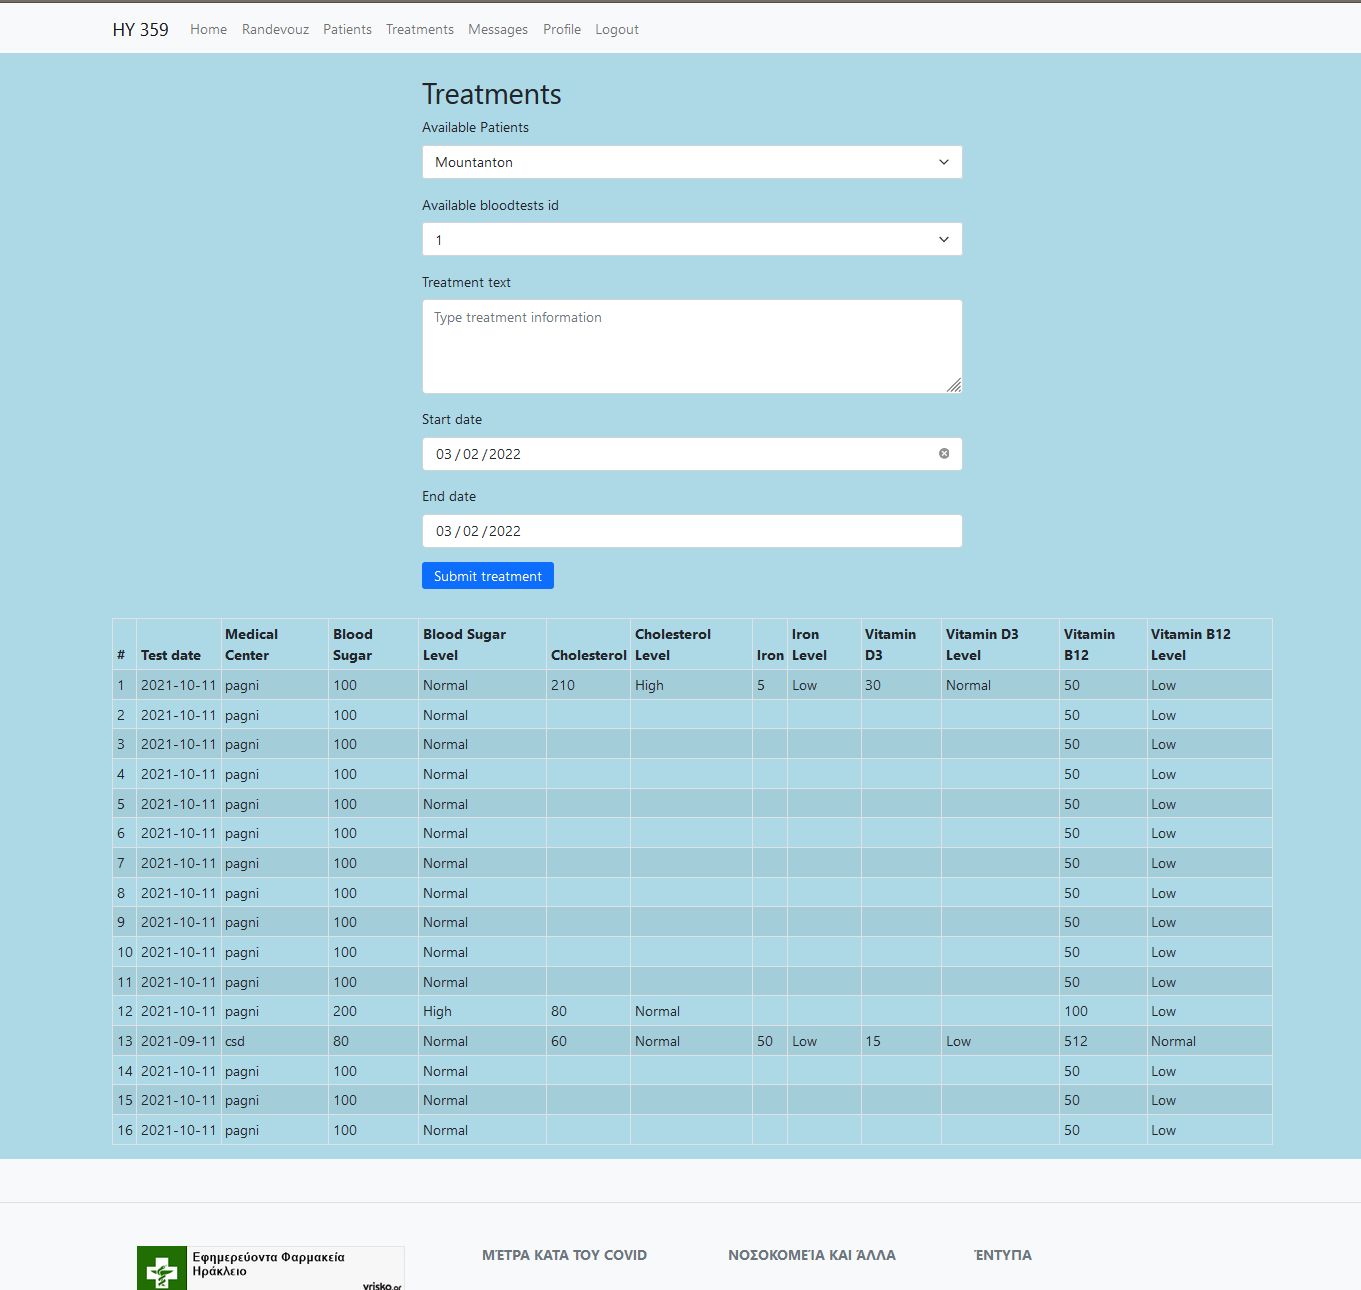 HY 359 Home Randevouz Patients Treatments Messages Profile Logout
Treatments
Available Patients
Mountanton
Available bloodtests id
1
Treatment text
Type treatment information
Start date
03 / 02 / 2022
End date
03 / 02 / 2022
Submit treatment
# Test date Medical Center Blood Sugar Blood Sugar Level Cholesterol Cholesterol Level Iron Iron Level Vitamin D3 Vitamin D3 Level Vitamin B12 Vitamin B12 Level
1 2021-10-11 pagni 100 Normal 210 High 5 Low 30 Normal 50 Low
2 2021-10-11 pagni 100 Normal 50 Low
3 2021-10-11 pagni 100 Normal 50 Low
4 2021-10-11 pagni 100 Normal 50 Low
5 2021-10-11 pagni 100 Normal 50 Low
6 2021-10-11 pagni 100 Normal 50 Low
7 2021-10-11 pagni 100 Normal 50 Low
8 2021-10-11 pagni 100 Normal 50 Low
9 2021-10-11 pagni 100 Normal 50 Low
10 2021-10-11 pagni 100 Normal 50 Low
11 2021-10-11 pagni 100 Normal 50 Low
12 2021-10-11 pagni 200 High 80 Normal 100 Low
13 2021-09-11 csd 80 Normal 60 Normal 50 Low 15 Low 512 Normal
14 2021-10-11 pagni 100 Normal 50 Low
15 2021-10-11 pagni 100 Normal 50 Low
16 2021-10-11 pagni 100 Normal 50 Low
Εφημερεύοντα Φαρμακεία
Ηράκλειο
vrisko.gr
ΜΈΤΡΑ ΚΑΤΑ ΤΟΥ COVID
ΝΟΣΟΚΟΜΕΊΑ ΚΑΙ ΆΛΛΑ
ΈΝΤΥΠΑ